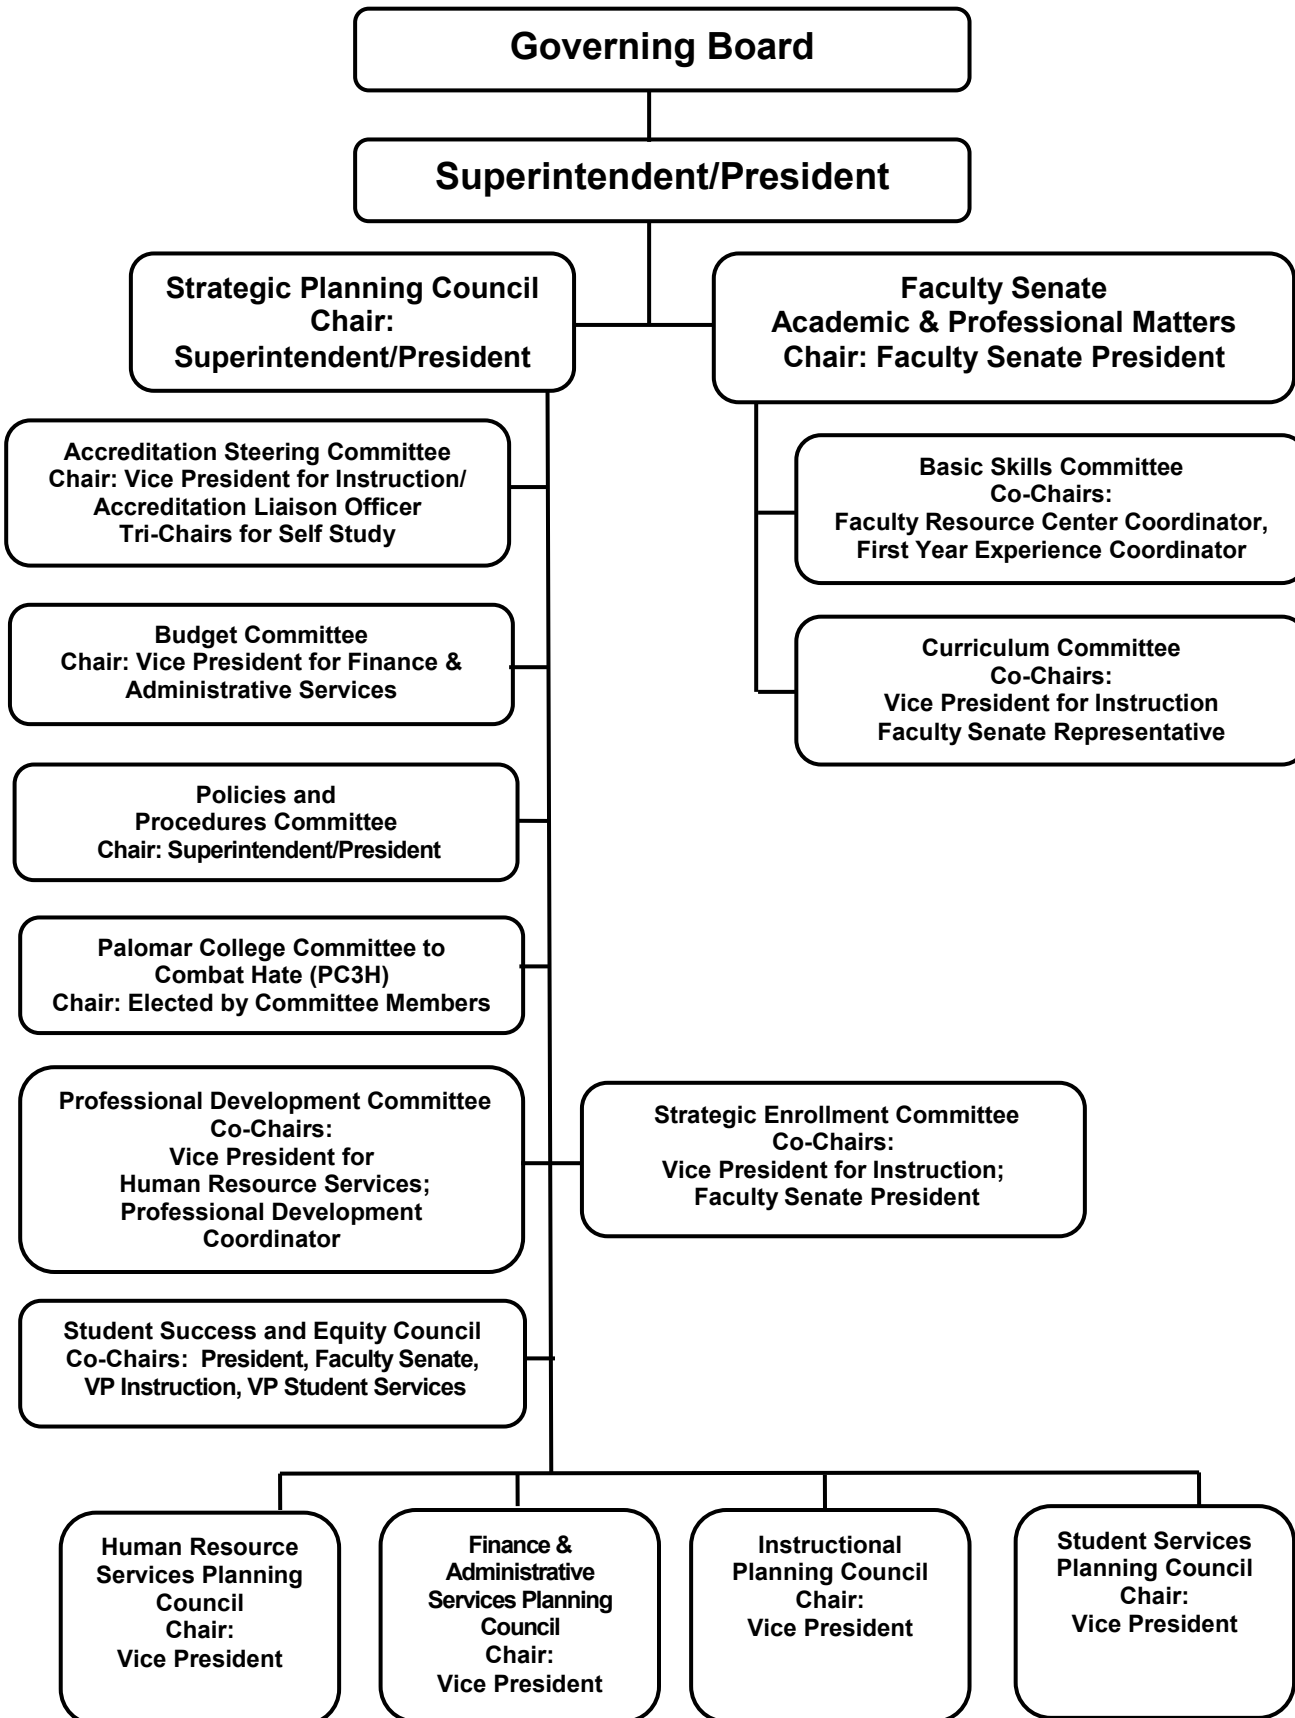 Governing Board
Superintendent/President
Strategic Planning Council
Chair:
Superintendent/President
Faculty Senate
Academic & Professional Matters
Chair: Faculty Senate President
Accreditation Steering Committee
Chair: Vice President for Instruction/
Accreditation Liaison Officer
Tri-Chairs for Self Study
Basic Skills Committee
Co-Chairs:
Faculty Resource Center Coordinator,
First Year Experience Coordinator
Budget Committee
Chair: Vice President for Finance &
Administrative Services
Curriculum Committee
Co-Chairs:
Vice President for Instruction
Faculty Senate Representative
Policies and
Procedures Committee
Chair: Superintendent/President
Palomar College Committee to
Combat Hate (PC3H)
Chair: Elected by Committee Members
Professional Development Committee
Co-Chairs:
Vice President for
Human Resource Services;
Professional Development
Coordinator
Strategic Enrollment Committee
Co-Chairs:
Vice President for Instruction;
Faculty Senate President
Student Success and Equity Council
Co-Chairs: President, Faculty Senate,
VP Instruction, VP Student Services
Human Resource
Services Planning
Council
Chair:
Vice President
Finance &
Administrative
Services Planning
Council
Chair:
Vice President
Instructional
Planning Council
Chair:
Vice President
Student Services
Planning Council
Chair:
Vice President